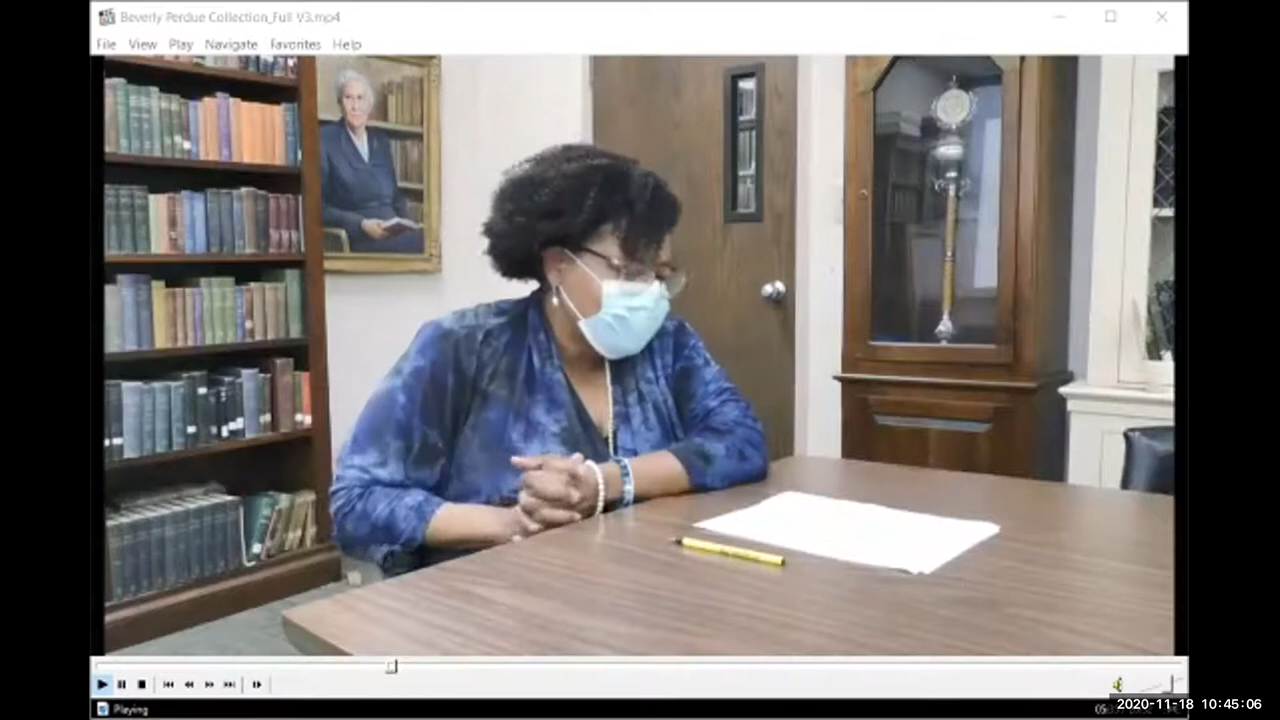 Beverly Perdue Collection_Full V3.mp4
File View Play Navigate Favorites Help
Playing
2020-11-18 10:45:06